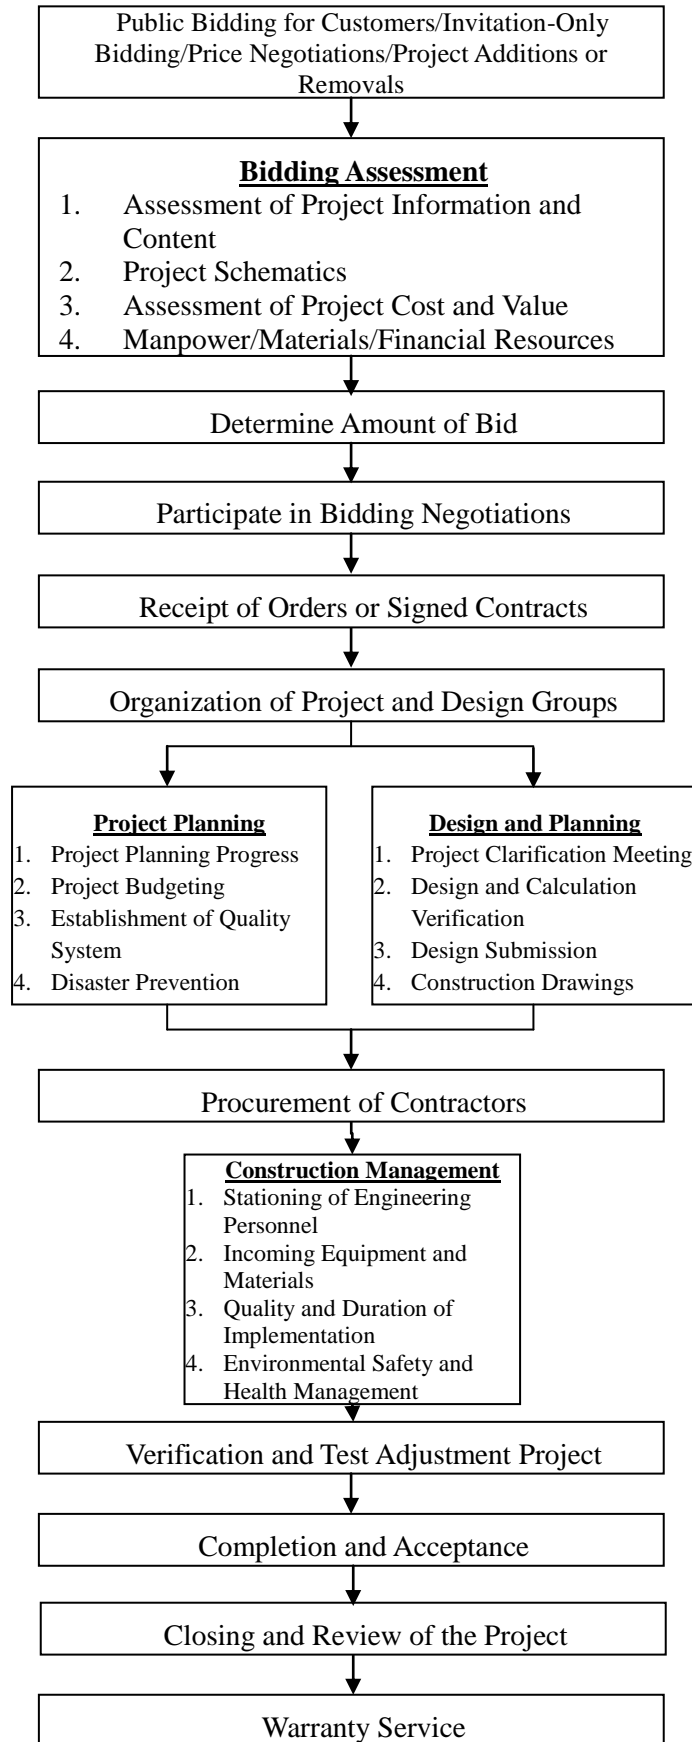 Public Bidding for Customers/Invitation-Only
Bidding/Price Negotiations/Project Additions or
Removals
Bidding Assessment
1. Assessment of Project Information and
Content
2. Project Schematics
3. Assessment of Project Cost and Value
4. Manpower/Materials/Financial Resources
Determine Amount of Bid
Participate in Bidding Negotiations
Receipt of Orders or Signed Contracts
Organization of Project and Design Groups
Project Planning
1. Project Planning Progress
2. Project Budgeting
3. Establishment of Quality
System
4. Disaster Prevention
Design and Planning
1. Project Clarification Meeting
2. Design and Calculation
Verification
3. Design Submission
4. Construction Drawings
Procurement of Contractors
Construction Management
1. Stationing of Engineering
Personnel
2. Incoming Equipment and
Materials
3. Quality and Duration of
Implementation
4. Environmental Safety and
Health Management
Verification and Test Adjustment Project
Completion and Acceptance
Closing and Review of the Project
Warranty Service